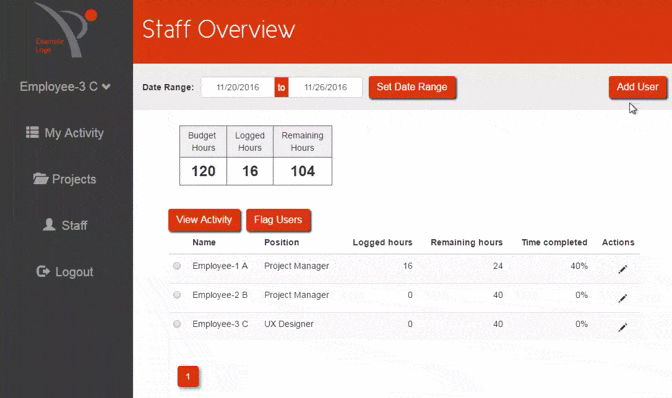 Example
Logo
Staff Overview
Employee-3 C
My Activity
Projects
Staff
Logout
Date Range: 11/20/2016 to 11/26/2016 Set Date Range Add User
Budget Hours Logged Hours Remaining Hours
120 16 104
View Activity Flag Users
Name Position Logged hours Remaining hours Time completed Actions
Employee-1 A Project Manager 16 24 40%
Employee-2 B Project Manager 0 40 0%
Employee-3 C UX Designer 0 40 0%
1